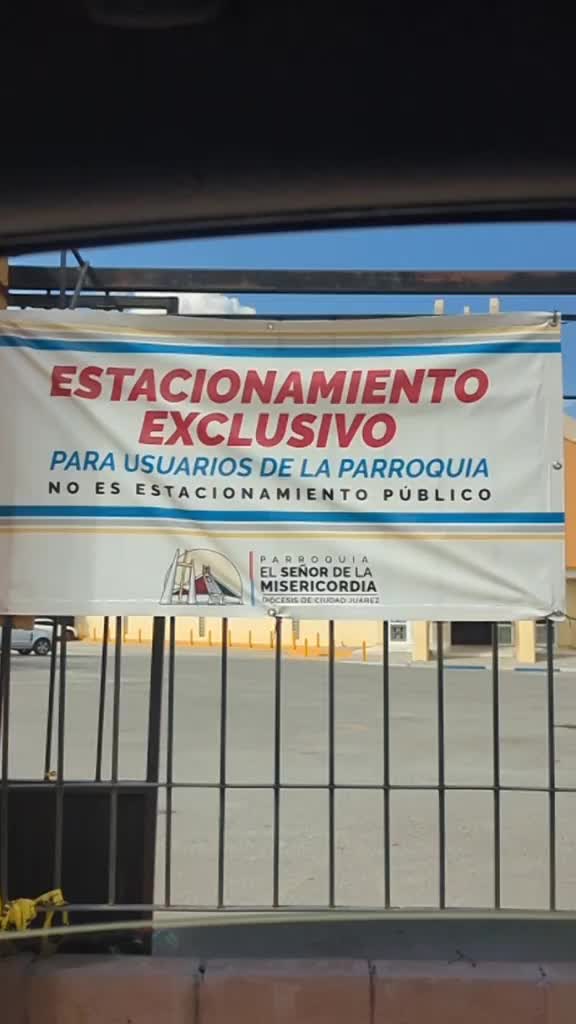 ESTACIONAMIENTO
EXCLUSIVO
PARA USUARIOS DE LA PARROQUIA
NO ES ESTACIONAMIENTO PÚBLICO
PARROQUIA
EL SEÑOR DE LA
MISERICORDIA
DIÓCESIS DE CIUDAD JUÁREZ